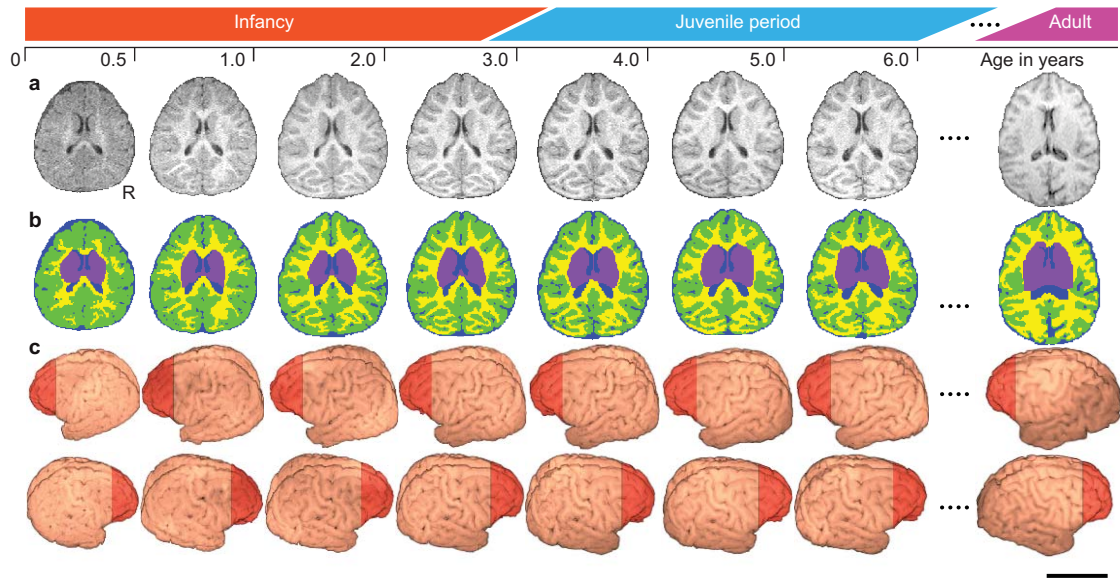 Infancy Juvenile period •••• Adult
0 0.5 1.0 2.0 3.0 4.0 5.0 6.0 Age in years
a
R
••••
b
••••
c
••••
••••